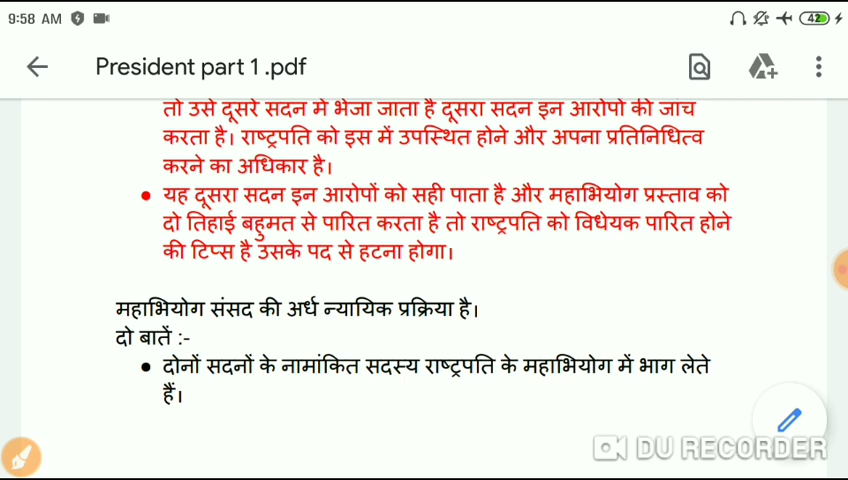 9:58 AM
42
President part 1.pdf
तो उसे दूसरे सदन में भेजा जाता है दूसरा सदन इन आरोपों की जांच
करता है। राष्ट्रपति को इस में उपस्थित होने और अपना प्रतिनिधित्व
करने का अधिकार है।
• यह दूसरा सदन इन आरोपों को सही पाता है और महाभियोग प्रस्ताव को
दो तिहाई बहुमत से पारित करता है तो राष्ट्रपति को विधेयक पारित होने
की टिप्स है उसके पद से हटना होगा।
महाभियोग संसद की अर्ध न्यायिक प्रक्रिया है।
दो बातें :-
• दोनों सदनों के नामांकित सदस्य राष्ट्रपति के महाभियोग में भाग लेते
हैं।
DU RECORDER